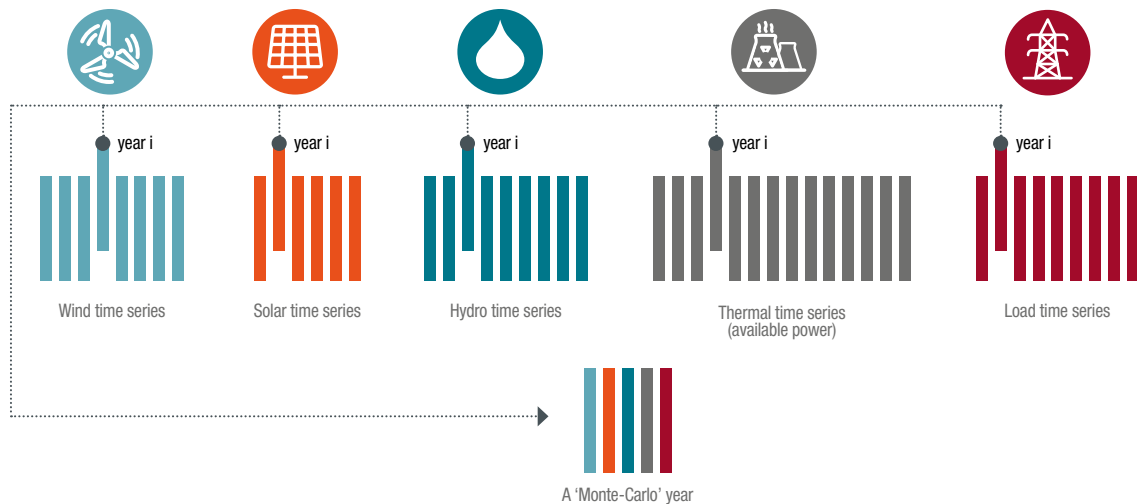 year i
year i
year i
year i
year i
Wind time series
Solar time series
Hydro time series
Thermal time series
(available power)
Load time series
A ‘Monte-Carlo’ year